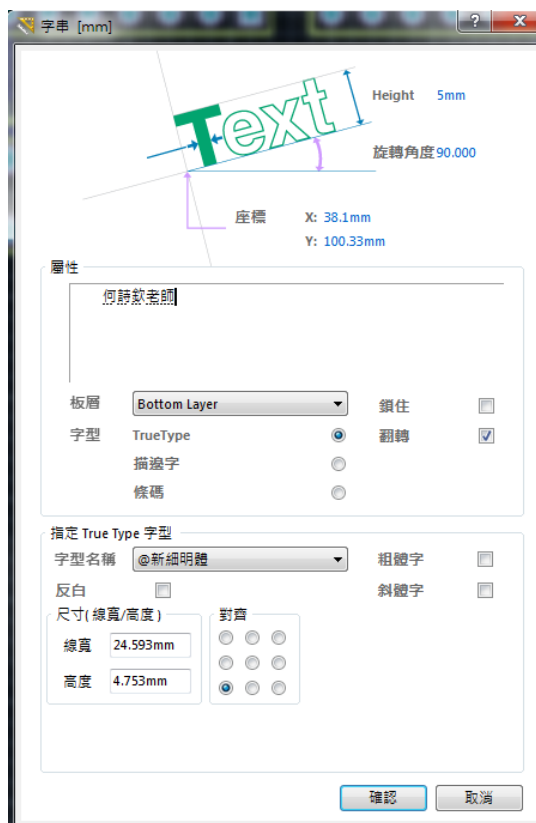 字串 [mm]
Text
Height 5mm
旋轉角度 90.000
座標 X: 38.1mm
Y: 100.33mm
屬性
何詩欽老師
板層 Bottom Layer 鎖住
字型 TrueType 翻轉
描邊字
條碼
指定 True Type 字型
字型名稱 @新細明體 粗體字
反白 斜體字
尺寸(線寬/高度) 對齊
線寬 24.593mm
高度 4.753mm
確認 取消